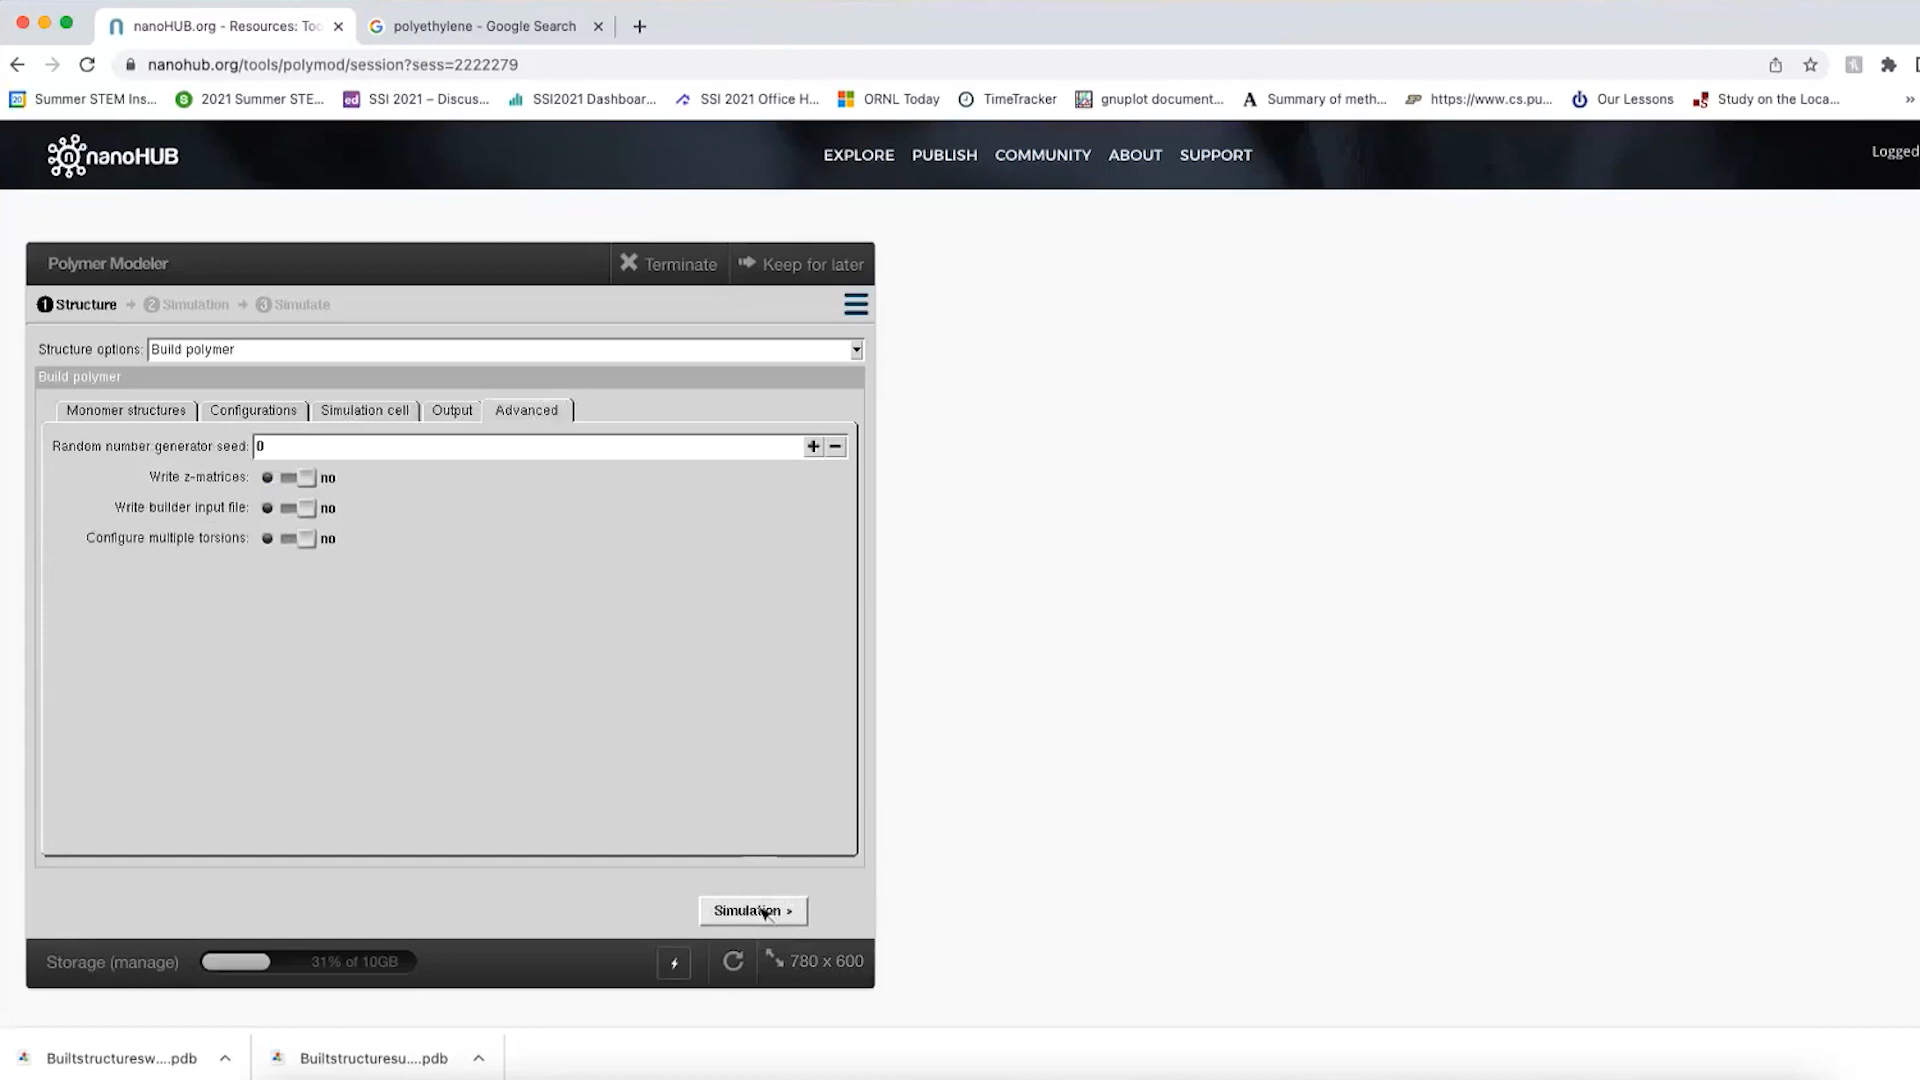 nanoHUB.org - Resources: Too
polyethylene - Google Search
nanohub.org/tools/polymod/session?sess=2222279
Summer STEM Ins...
2021 Summer STE...
SSI 2021 – Discus...
SSI2021 Dashboar...
SSI 2021 Office H...
ORNL Today
TimeTracker
gnuplot document...
Summary of meth...
https://www.cs.pu...
Our Lessons
Study on the Loca...
»
nanoHUB
EXPLORE PUBLISH COMMUNITY ABOUT SUPPORT
Logged
Polymer Modeler
Terminate
Keep for later
1 Structure 2 Simulation 3 Simulate
Structure options: Build polymer
Build polymer
Monomer structures Configurations Simulation cell Output Advanced
Random number generator seed: 0
Write z-matrices: no
Write builder input file: no
Configure multiple torsions: no
Simulation >
Storage (manage) 31% of 10GB 780 x 600
Builtstructuresw....pdb
Builtstructuresu....pdb